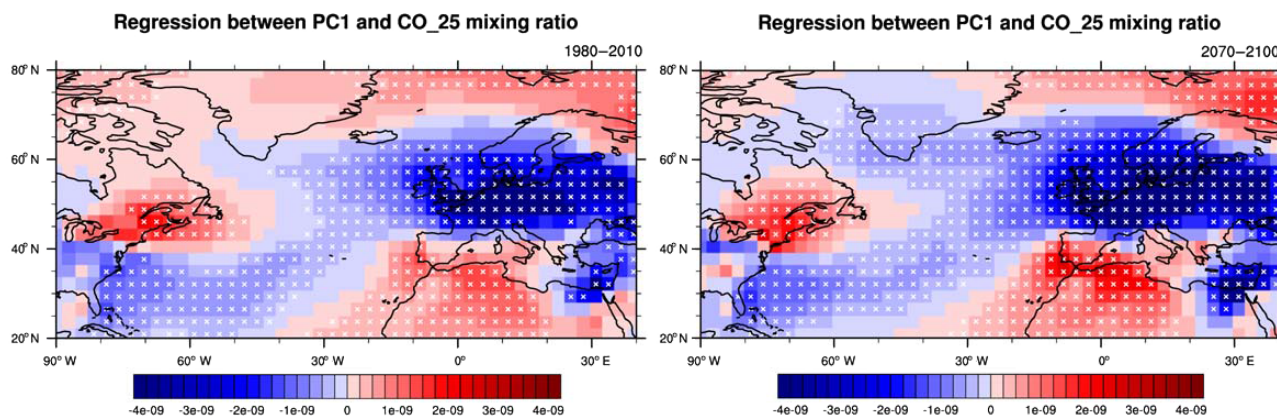 Regression between PC1 and CO_25 mixing ratio
1980–2010
80° N
60° N
40° N
20° N
90° W
60° W
30° W
0°
30° E
-4e-09 -2e-09 -1e-09 0 1e-09 2e-09 3e-09 4e-09
Regression between PC1 and CO_25 mixing ratio
2070–2100
80° N
60° N
40° N
20° N
90° W
60° W
30° W
0°
30° E
-4e-09 -3e-09 -2e-09 -1e-09 0 1e-09 2e-09 3e-09 4e-09